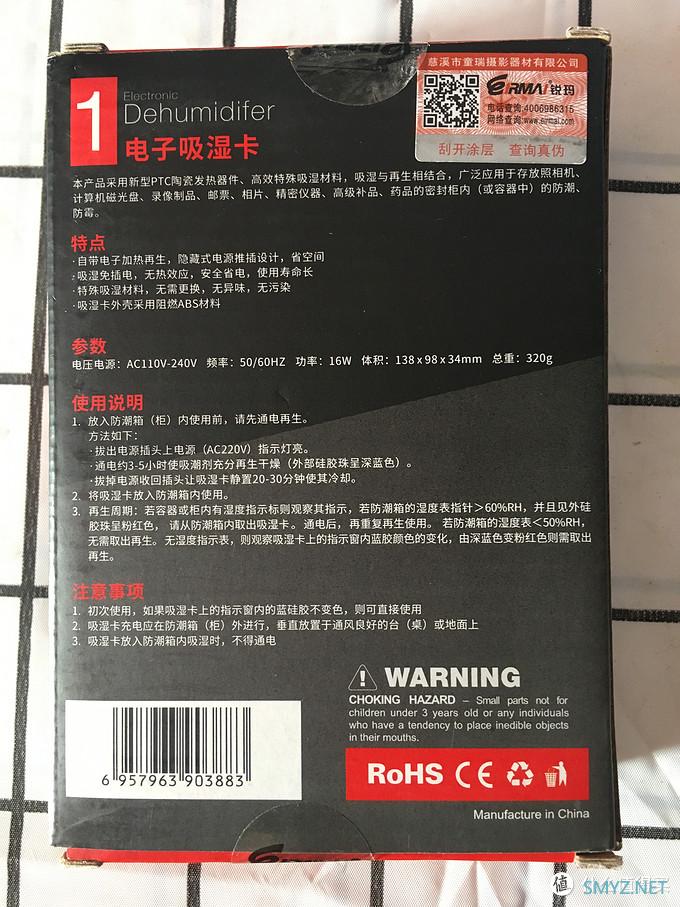 慈溪市童瑞摄影器材有限公司
ERMAI 锐玛
电话查询:4006986315
网络查询:www.eirmai.com
刮开涂层 查询真伪
1
Electronic
Dehumidifer
电子吸湿卡
本产品采用新型PTC陶瓷发热器件、高效特殊吸湿材料，吸湿与再生相结合，广泛应用于存放照相机、
计算机磁光盘、录像制品、邮票、相片、精密仪器、高级补品、药品的密封柜内（或容器中）的防潮、
防霉。
特点
·自带电子加热再生，隐藏式电源推插设计，省空间
·吸湿免插电，无热效应，安全省电，使用寿命长
·特殊吸湿材料，无需更换，无异味，无污染
·吸湿卡外壳采用阻燃ABS材料
参数
电压电源：AC110V-240V 频率：50/60HZ 功率：16W 体积：138x98x34mm 总重：320g
使用说明
1. 放入防潮箱（柜）内使用前，请先通电再生。
方法如下：
·拔出电源插头上电源（AC220V）指示灯亮。
·通电约3-5小时使吸潮剂充分再生干燥（外部硅胶珠呈深蓝色）。
·拔掉电源收回插头让吸湿卡静置20-30分钟使其冷却。
2. 将吸湿卡放入防潮箱内使用。
3. 再生周期：若容器或柜内有湿度指示标则观察其指示，若防潮箱的湿度表指针＞60%RH，并且见外硅
胶珠呈粉红色， 请从防潮箱内取出吸湿卡。通电后，再重复再生使用。 若防潮箱的湿度表＜50%RH，
无需取出再生。无湿度指示表，则观察吸湿卡上的指示窗内蓝胶颜色的变化，由深蓝色变粉红色则需取出
再生。
注意事项
1. 初次使用，如果吸湿卡上的指示窗内的蓝硅胶不变色，则可直接使用
2. 吸湿卡充电应在防潮箱（柜）外进行，垂直放置于通风良好的台（桌）或地面上
3. 吸湿卡放入防潮箱内吸湿时，不得通电
WARNING
CHOKING HAZARD – Small parts not for
children under 3 years old or any individuals
who have a tendency to place inedible objects
in their mouths.
6 957963 903883
RoHS CE
Manufacture in China
值
SMYZ.NET